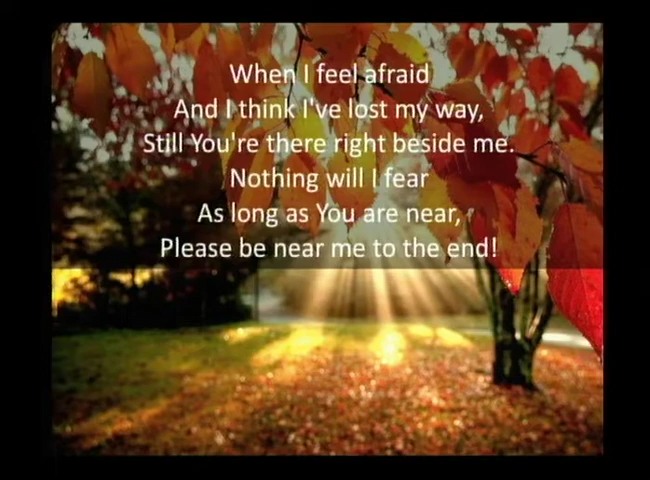 When I feel afraid
And I think I've lost my way,
Still You're there right beside me.
Nothing will I fear
As long as You are near,
Please be near me to the end!